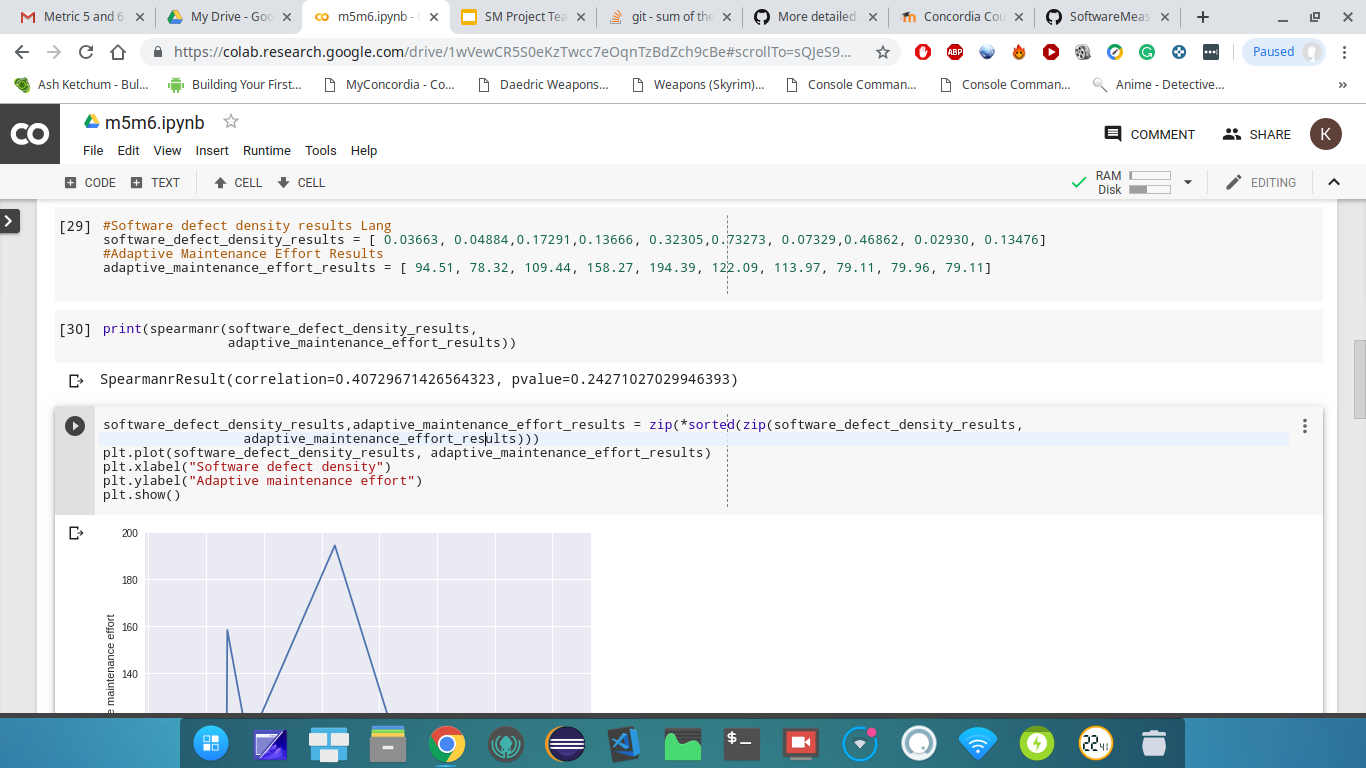 Metric 5 and 6
My Drive - Goo
m5m6.ipynb - C
SM Project Tea
git - sum of the
More detailed
Concordia Cou
SoftwareMeas
https://colab.research.google.com/drive/1wVewCR5S0eKzTwcc7eOqnTzBdZch9cBe#scrollTo=sQJeS9...
ABP
Paused
Ash Ketchum - Bul...
Building Your First...
MyConcordia - Co...
Daedric Weapons...
Weapons (Skyrim)...
Console Comman...
Console Comman...
Anime - Detective...
»
CO
m5m6.ipynb
COMMENT
SHARE
K
File Edit View Insert Runtime Tools Help
CODE TEXT CELL CELL
RAM
Disk
EDITING
[29] #Software defect density results Lang
software_defect_density_results = [ 0.03663, 0.04884,0.17291,0.13666, 0.32305,0.73273, 0.07329,0.46862, 0.02930, 0.13476]
#Adaptive Maintenance Effort Results
adaptive_maintenance_effort_results = [ 94.51, 78.32, 109.44, 158.27, 194.39, 122.09, 113.97, 79.11, 79.96, 79.11]
[30] print(spearmanr(software_defect_density_results,
adaptive_maintenance_effort_results))
SpearmanrResult(correlation=0.40729671426564323, pvalue=0.24271027029946393)
software_defect_density_results,adaptive_maintenance_effort_results = zip(*sorted(zip(software_defect_density_results,
adaptive_maintenance_effort_results)))
plt.plot(software_defect_density_results, adaptive_maintenance_effort_results)
plt.xlabel("Software defect density")
plt.ylabel("Adaptive maintenance effort")
plt.show()
200
180
160
140
e maintenance effort
$–
22 41